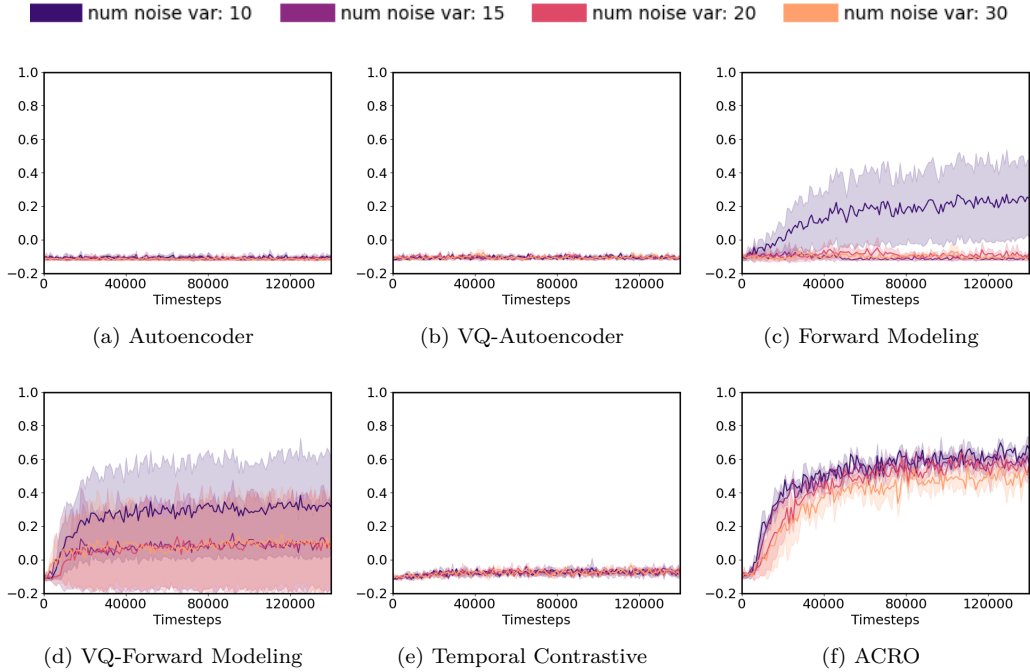 num noise var: 10 num noise var: 15 num noise var: 20 num noise var: 30
1.0 1.0 1.0
0.8 0.8 0.8
0.6 0.6 0.6
0.4 0.4 0.4
0.2 0.2 0.2
0.0 0.0 0.0
−0.2 −0.2 −0.2
0 40000 80000 120000 0 40000 80000 120000 0 40000 80000 120000
Timesteps Timesteps Timesteps
(a) Autoencoder (b) VQ-Autoencoder (c) Forward Modeling
1.0 1.0 1.0
0.8 0.8 0.8
0.6 0.6 0.6
0.4 0.4 0.4
0.2 0.2 0.2
0.0 0.0 0.0
−0.2 −0.2 −0.2
0 40000 80000 120000 0 40000 80000 120000 0 40000 80000 120000
Timesteps Timesteps Timesteps
(d) VQ-Forward Modeling (e) Temporal Contrastive (f) ACRO